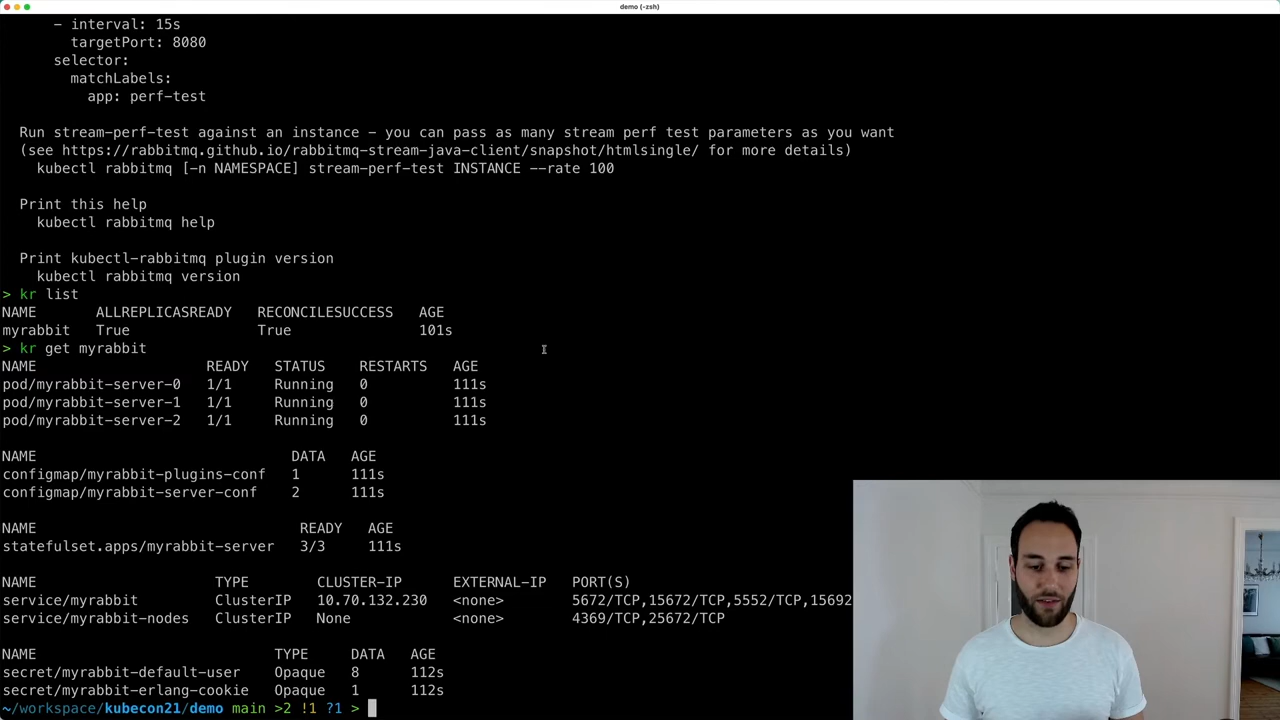 demo (-zsh)
- interval: 15s
targetPort: 8080
selector:
matchLabels:
app: perf-test
Run stream-perf-test against an instance - you can pass as many stream perf test parameters as you want
(see https://rabbitmq.github.io/rabbitmq-stream-java-client/snapshot/htmlsingle/ for more details)
kubectl rabbitmq [-n NAMESPACE] stream-perf-test INSTANCE --rate 100
Print this help
kubectl rabbitmq help
Print kubectl-rabbitmq plugin version
kubectl rabbitmq version
> kr list
NAME ALLREPLICASREADY RECONCILESUCCESS AGE
myrabbit True True 101s
> kr get myrabbit
NAME READY STATUS RESTARTS AGE
pod/myrabbit-server-0 1/1 Running 0 111s
pod/myrabbit-server-1 1/1 Running 0 111s
pod/myrabbit-server-2 1/1 Running 0 111s
NAME DATA AGE
configmap/myrabbit-plugins-conf 1 111s
configmap/myrabbit-server-conf 2 111s
NAME READY AGE
statefulset.apps/myrabbit-server 3/3 111s
NAME TYPE CLUSTER-IP EXTERNAL-IP PORT(S)
service/myrabbit ClusterIP 10.70.132.230 <none> 5672/TCP,15672/TCP,5552/TCP,15692
service/myrabbit-nodes ClusterIP None <none> 4369/TCP,25672/TCP
NAME TYPE DATA AGE
secret/myrabbit-default-user Opaque 8 112s
secret/myrabbit-erlang-cookie Opaque 1 112s
~/workspace/kubecon21/demo main >2 !1 ?1 >